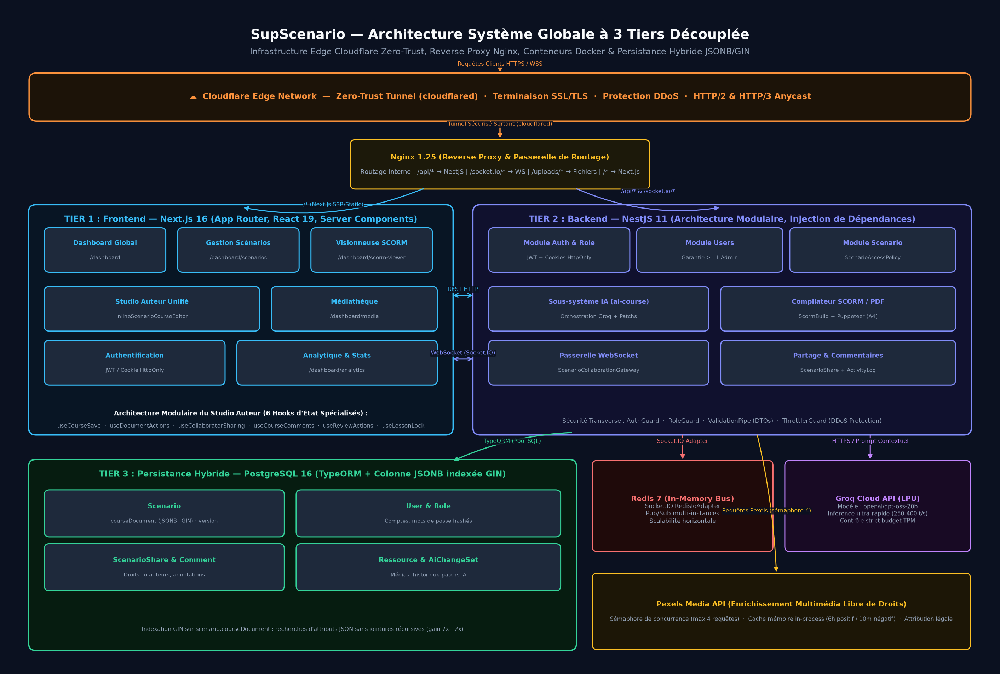 SupScenario — Architecture Système Globale à 3 Tiers Découplée
Infrastructure Edge Cloudflare Zero-Trust, Reverse Proxy Nginx, Conteneurs Docker & Persistance Hybride JSONB/GIN
Requêtes Clients HTTPS / WSS
☁ Cloudflare Edge Network — Zero-Trust Tunnel (cloudflared) · Terminaison SSL/TLS · Protection DDoS · HTTP/2 & HTTP/3 Anycast
Tunnel Sécurisé Sortant (cloudflared)
Nginx 1.25 (Reverse Proxy & Passerelle de Routage)
Routage interne : /api/* → NestJS | /socket.io/* → WS | /uploads/* → Fichiers | /* → Next.js
/* (Next.js SSR/Static)
/api/* & /socket.io/*
TIER 1 : Frontend — Next.js 16 (App Router, React 19, Server Components)
Dashboard Global
/dashboard
Gestion Scénarios
/dashboard/scenarios
Visionneuse SCORM
/dashboard/scorm-viewer
Studio Auteur Unifié
InlineScenarioCourseEditor
Médiathèque
/dashboard/media
Authentification
JWT / Cookie HttpOnly
Analytique & Stats
/dashboard/analytics
Architecture Modulaire du Studio Auteur (6 Hooks d'État Spécialisés) :
useCourseSave · useDocumentActions · useCollaboratorSharing · useCourseComments · useReviewActions · useLessonLock
REST HTTP
WebSocket (Socket.IO)
TIER 2 : Backend — NestJS 11 (Architecture Modulaire, Injection de Dépendances)
Module Auth & Role
JWT + Cookies HttpOnly
Module Users
Garantie >=1 Admin
Module Scenario
ScenarioAccessPolicy
Sous-système IA (ai-course)
Orchestration Groq + Patchs
Compilateur SCORM / PDF
ScormBuild + Puppeteer (A4)
Passerelle WebSocket
ScenarioCollaborationGateway
Partage & Commentaires
ScenarioShare + ActivityLog
Sécurité Transverse : AuthGuard · RoleGuard · ValidationPipe (DTOs) · ThrottlerGuard (DDoS Protection)
TypeORM (Pool SQL)
Socket.IO Adapter
HTTPS / Prompt Contextuel
TIER 3 : Persistance Hybride — PostgreSQL 16 (TypeORM + Colonne JSONB indexée GIN)
Scenario
courseDocument (JSONB+GIN) · version
User & Role
Comptes, mots de passe hashés
ScenarioShare & Comment
Droits co-auteurs, annotations
Ressource & AiChangeSet
Médias, historique patchs IA
Indexation GIN sur scenario.courseDocument : recherches d'attributs JSON sans jointures récursives (gain 7x-12x)
Redis 7 (In-Memory Bus)
Socket.IO RedisIoAdapter
Pub/Sub multi-instances
Scalabilité horizontale
Requêtes Pexels (sémaphore 4)
Groq Cloud API (LPU)
Modèle : openai/gpt-oss-20b
Inférence ultra-rapide (250-400 t/s)
Contrôle strict budget TPM
Pexels Media API (Enrichissement Multimédia Libre de Droits)
Sémaphore de concurrence (max 4 requêtes) · Cache mémoire in-process (6h positif / 10m négatif) · Attribution légale